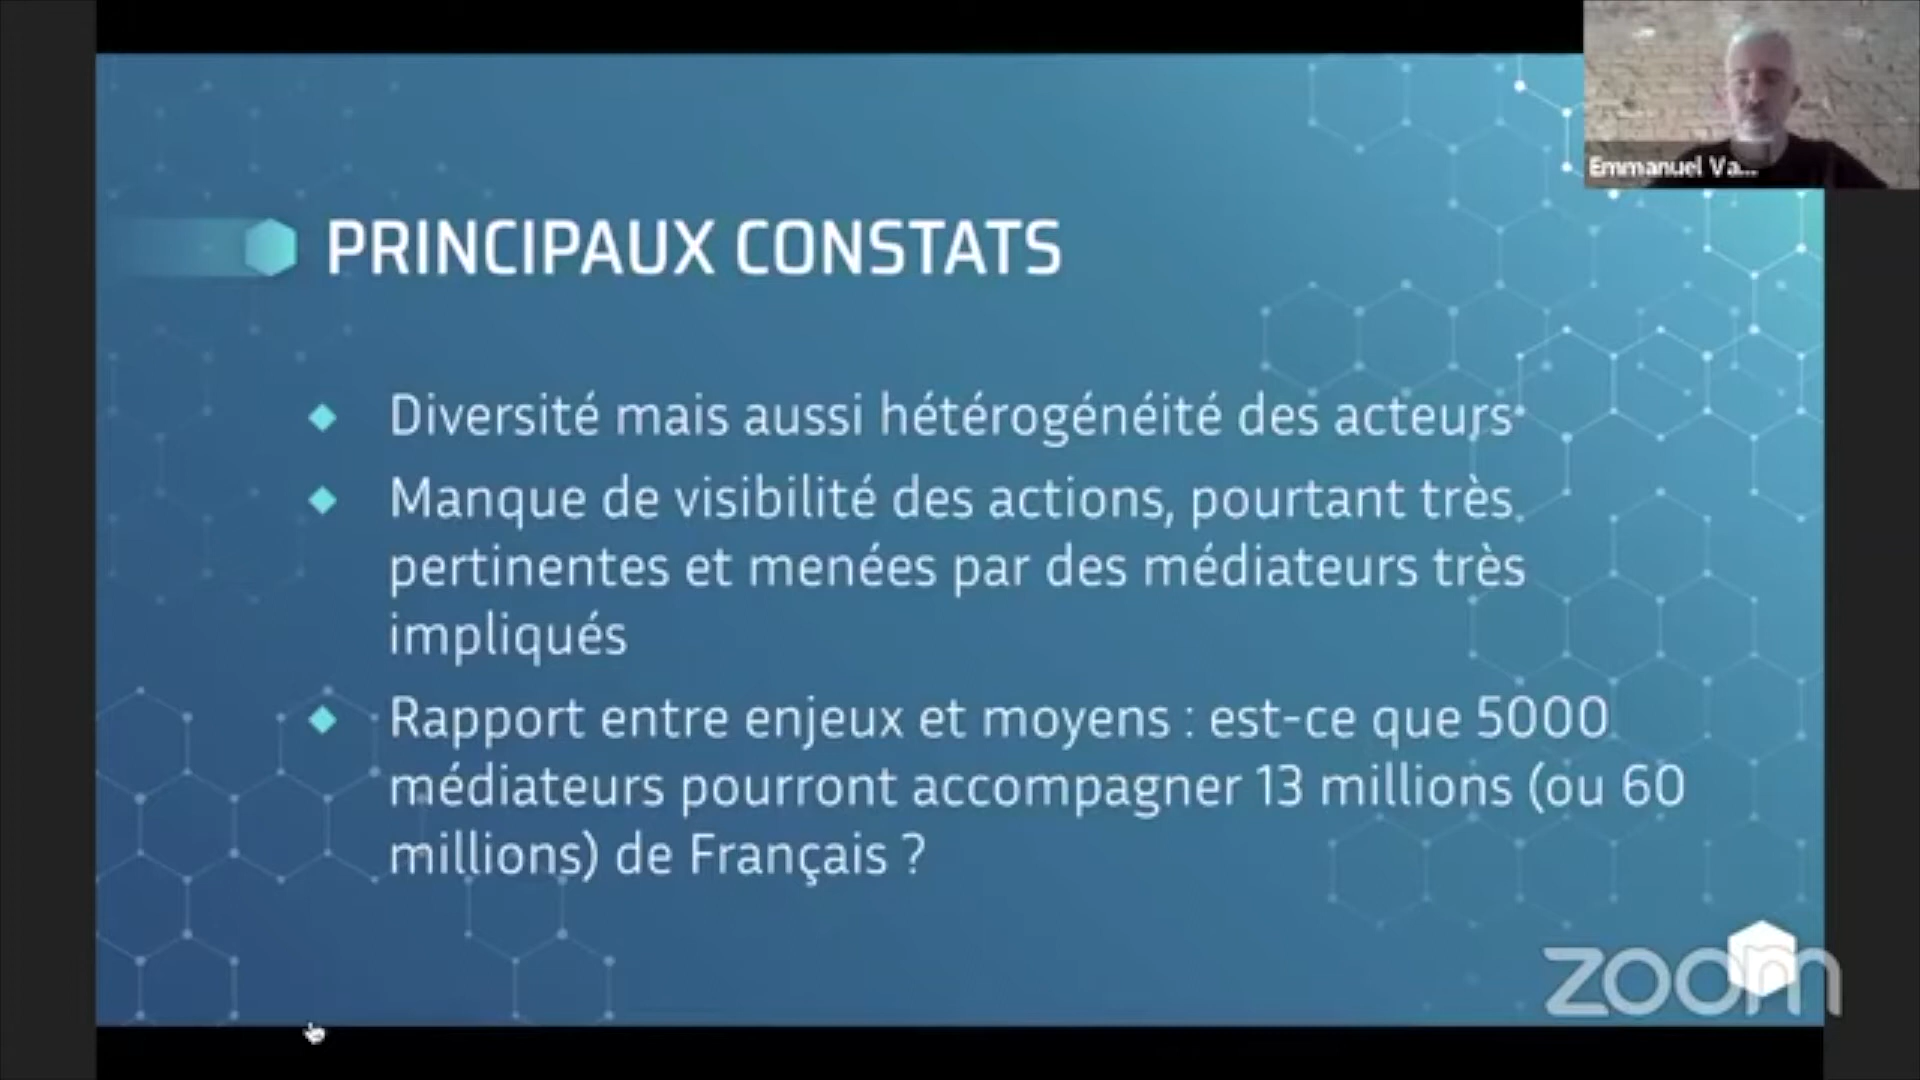 Emmanuel Va...
PRINCIPAUX CONSTATS
Diversité mais aussi hétérogénéité des acteurs
Manque de visibilité des actions, pourtant très
pertinentes et menées par des médiateurs très
impliqués
Rapport entre enjeux et moyens : est-ce que 5000
médiateurs pourront accompagner 13 millions (ou 60
millions) de Français ?
zoom